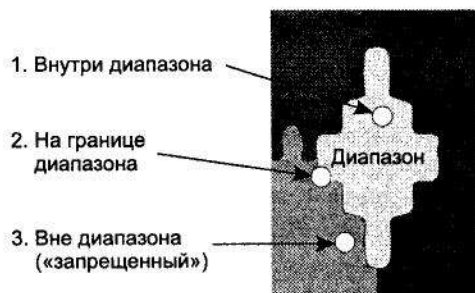 1. Внутри диапазона
2. На границе
диапазона
Диапазон
3. Вне диапазона
(«запрещенный»)